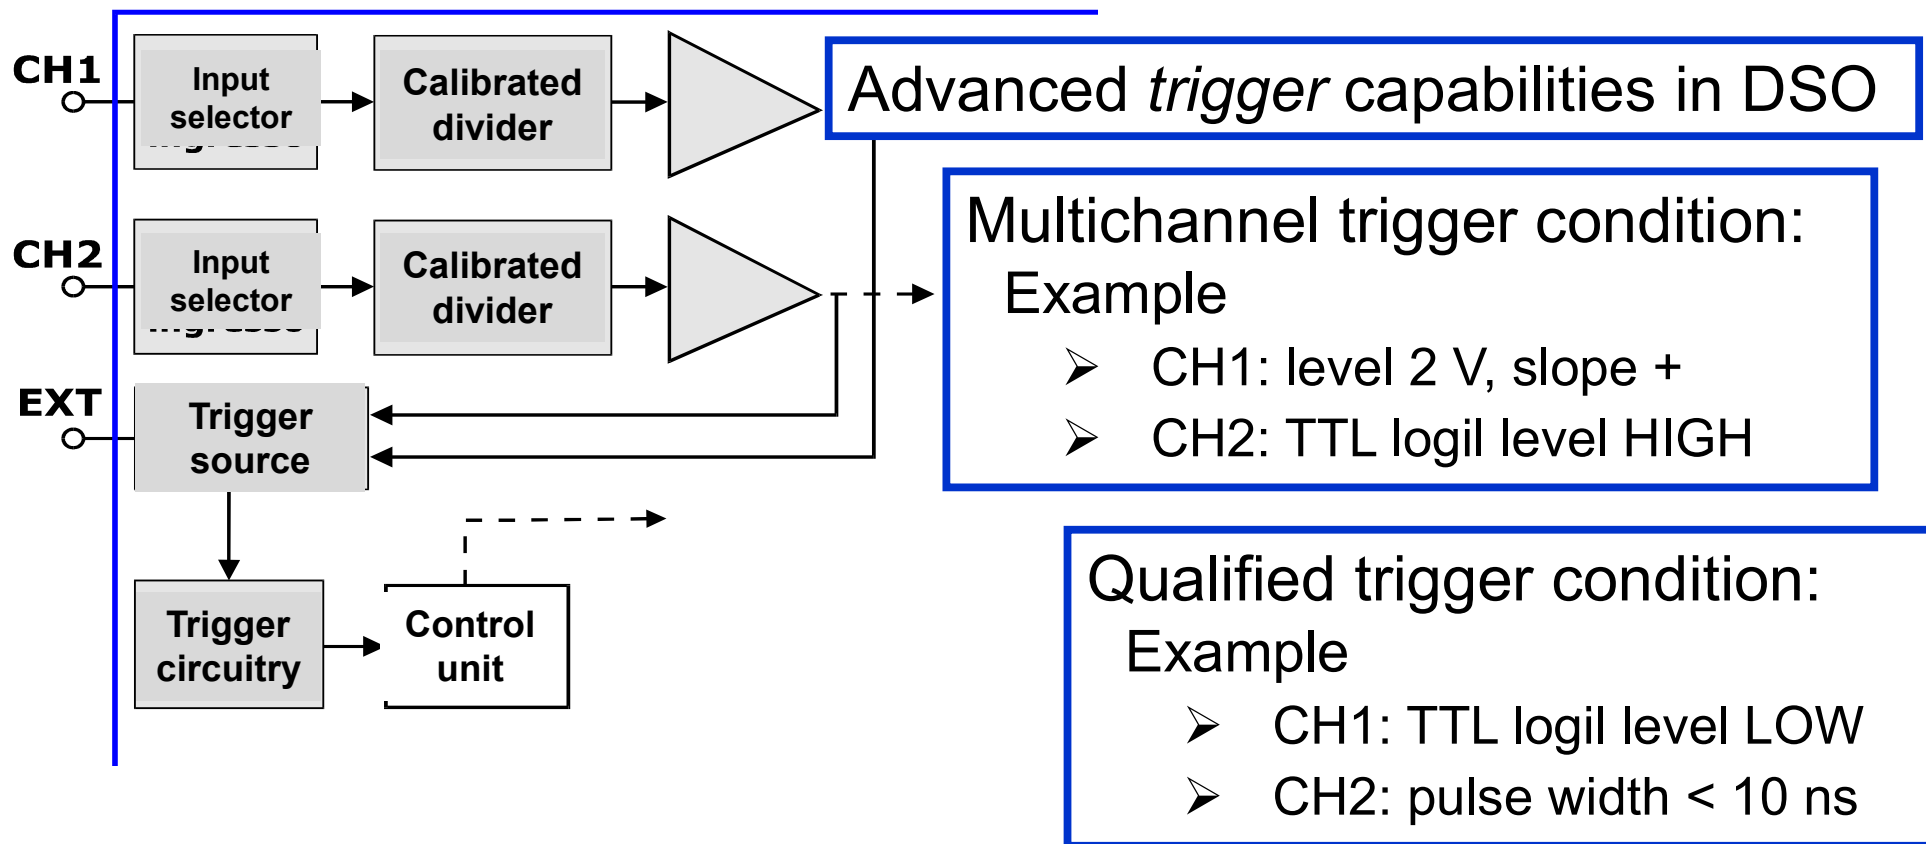 Advanced trigger capabilities in DSO
CH1
Input
selector
Calibrated
divider
CH2
Input
selector
Calibrated
divider
EXT
Trigger
source
Trigger
circuitry
Control
unit
Multichannel trigger condition:
Example
➢ CH1: level 2 V, slope +
➢ CH2: TTL logil level HIGH
Qualified trigger condition:
Example
➢ CH1: TTL logil level LOW
➢ CH2: pulse width < 10 ns